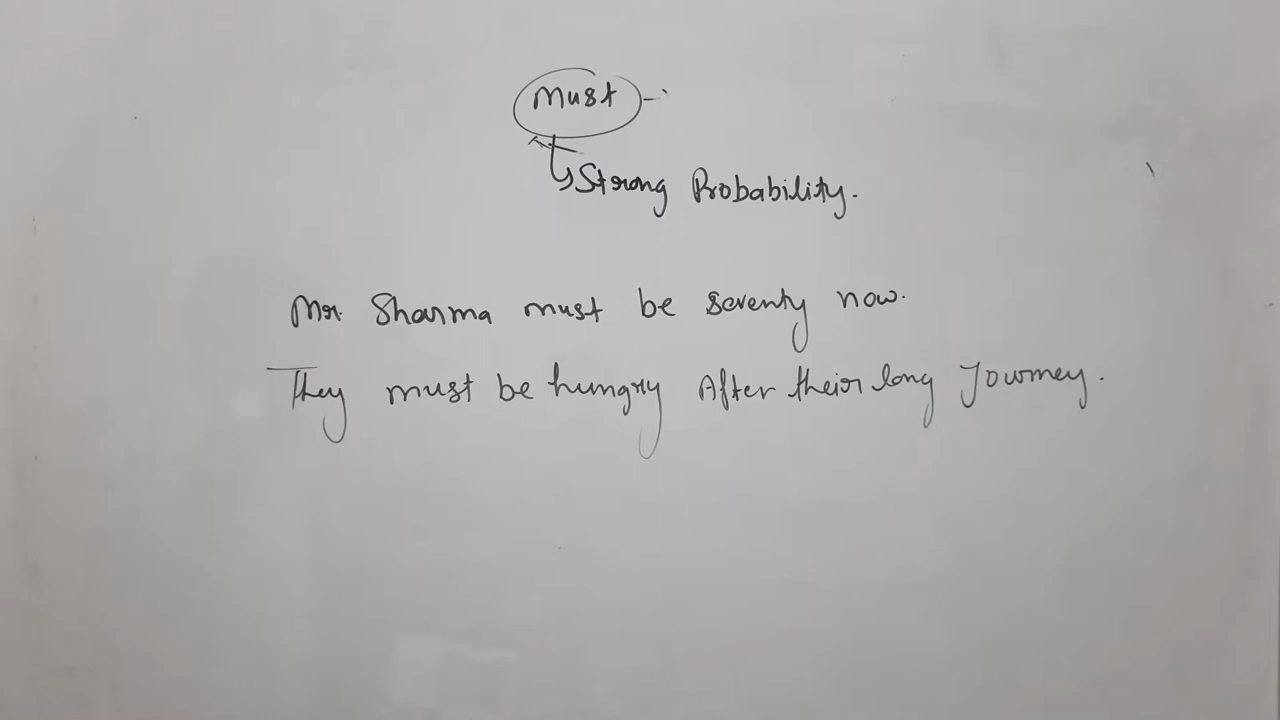 Must -
Strong Probability.
Mr. Sharma must be seventy now.
They must be hungry After their long Journey.